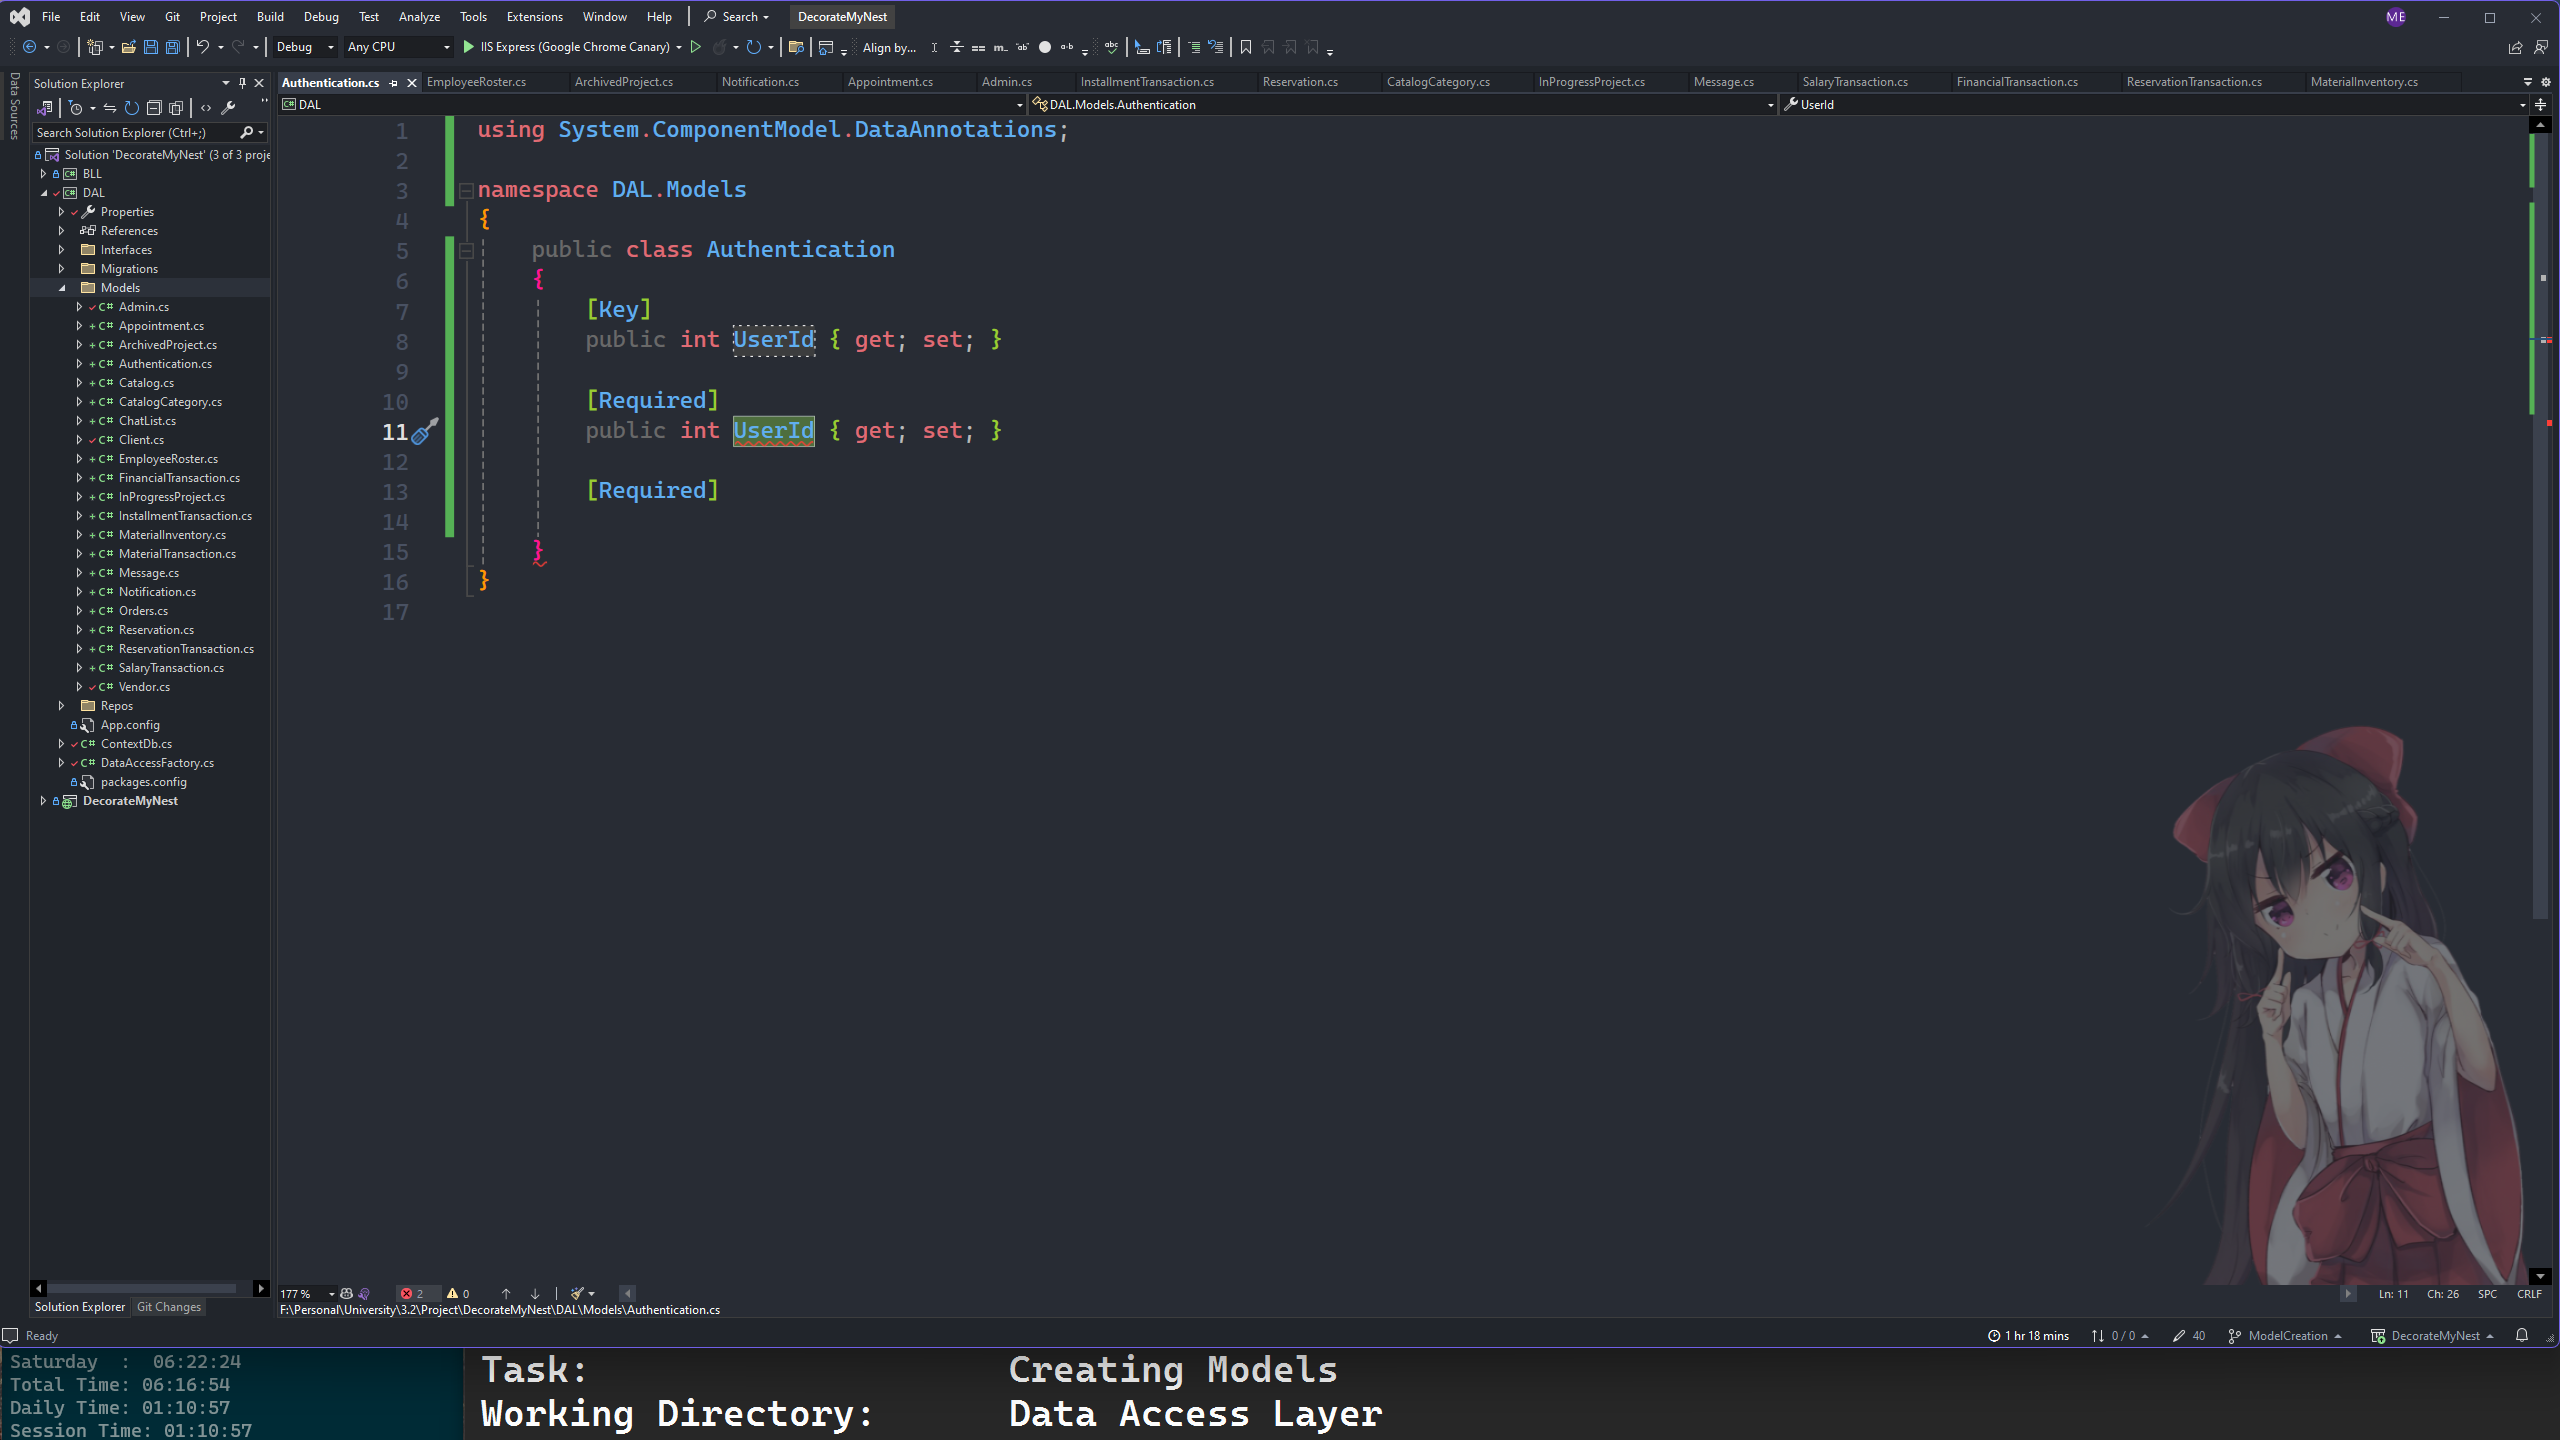 File Edit View Git Project Build Debug Test Analyze Tools Extensions Window Help Search DecorateMyNest ME
Debug Any CPU IIS Express (Google Chrome Canary) Align by...
Data Sources
Solution Explorer
Search Solution Explorer (Ctrl+;)
Solution 'DecorateMyNest' (3 of 3 proje
BLL
DAL
Properties
References
Interfaces
Migrations
Models
C# Admin.cs
C# Appointment.cs
C# ArchivedProject.cs
C# Authentication.cs
C# Catalog.cs
C# CatalogCategory.cs
C# ChatList.cs
C# Client.cs
C# EmployeeRoster.cs
C# FinancialTransaction.cs
C# InProgressProject.cs
C# InstallmentTransaction.cs
C# MaterialInventory.cs
C# MaterialTransaction.cs
C# Message.cs
C# Notification.cs
C# Orders.cs
C# Reservation.cs
C# ReservationTransaction.cs
C# SalaryTransaction.cs
C# Vendor.cs
Repos
App.config
C# ContextDb.cs
C# DataAccessFactory.cs
packages.config
DecorateMyNest
Solution Explorer Git Changes
Authentication.cs EmployeeRoster.cs ArchivedProject.cs Notification.cs Appointment.cs Admin.cs InstallmentTransaction.cs Reservation.cs CatalogCategory.cs InProgressProject.cs Message.cs SalaryTransaction.cs FinancialTransaction.cs ReservationTransaction.cs MaterialInventory.cs
DAL DAL.Models.Authentication UserId
1 using System.ComponentModel.DataAnnotations;
2
3 namespace DAL.Models
4 {
5 public class Authentication
6 {
7 [Key]
8 public int UserId { get; set; }
9
10 [Required]
11 public int UserId { get; set; }
12
13 [Required]
14
15 }
16 }
17
177 % 2 0 Ln: 11 Ch: 26 SPC CRLF
F:\Personal\University\3.2\Project\DecorateMyNest\DAL\Models\Authentication.cs
Ready 1 hr 18 mins 0 / 0 40 ModelCreation DecorateMyNest
Saturday : 06:22:24
Total Time: 06:16:54
Daily Time: 01:10:57
Session Time: 01:10:57
Task: Creating Models
Working Directory: Data Access Layer